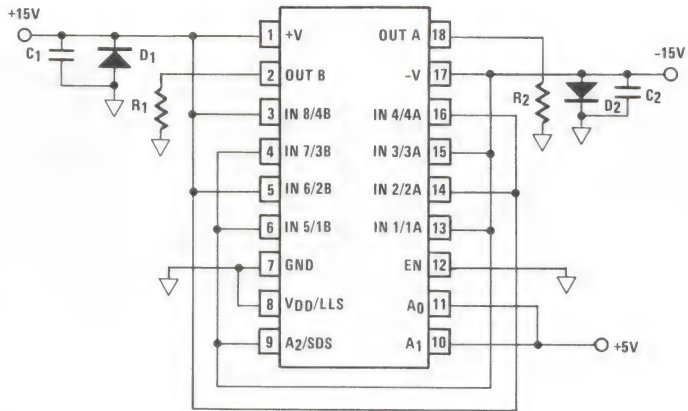 +15V
C1
D1
R1
1 +V OUT A 18
2 OUT B -V 17
3 IN 8/4B IN 4/4A 16
4 IN 7/3B IN 3/3A 15
5 IN 6/2B IN 2/2A 14
6 IN 5/1B IN 1/1A 13
7 GND EN 12
8 VDD/LLS A0 11
9 A2/SDS A1 10
-15V
R2
D2
C2
+5V